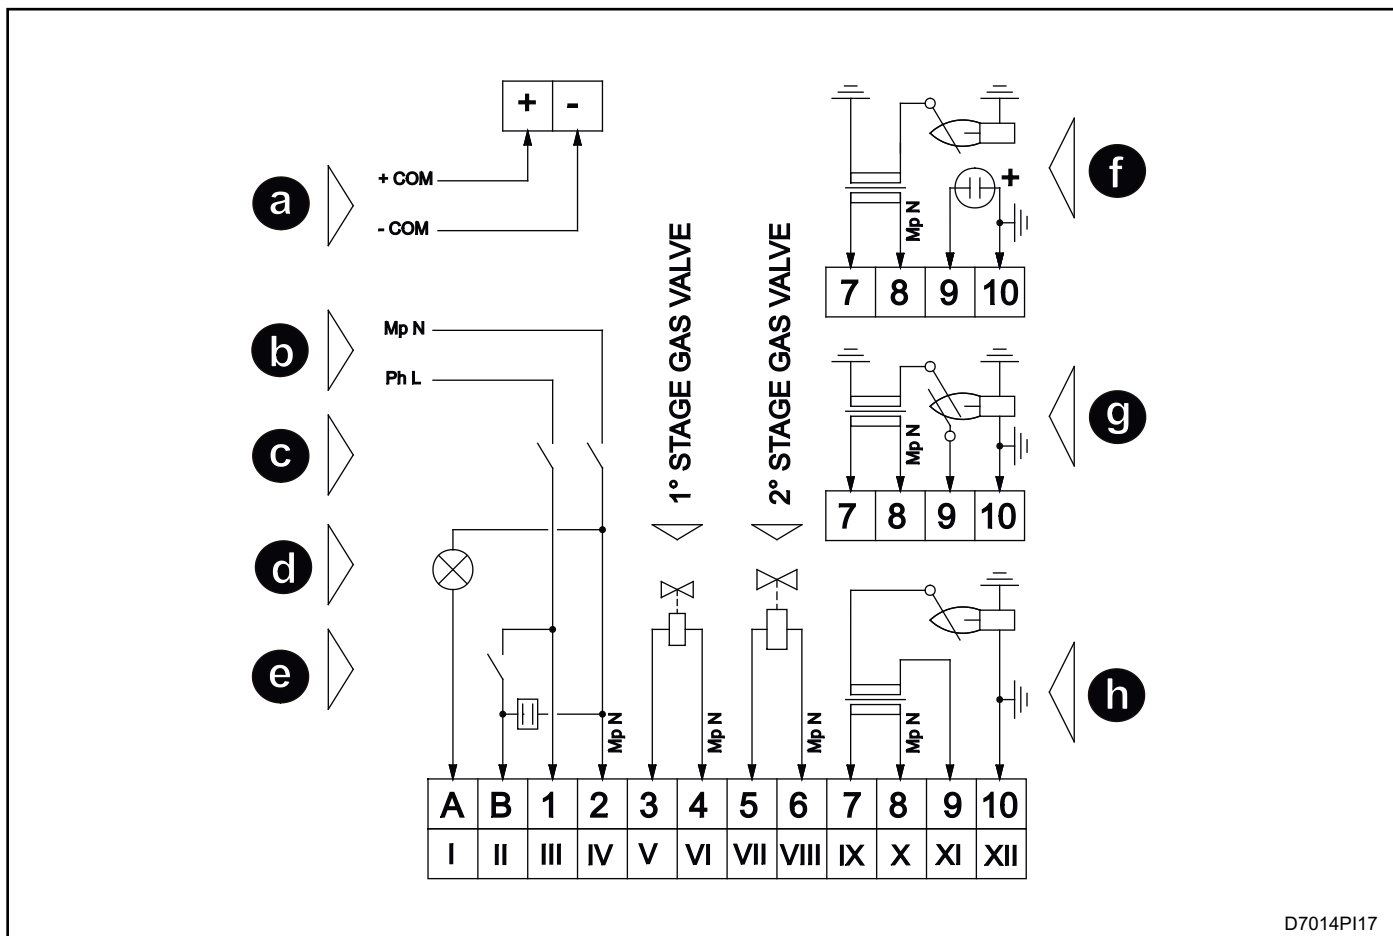 + -
a
+ COM
- COM
b
Mp N
Ph L
c
d
e
Mp N
1° STAGE GAS VALVE
Mp N
2° STAGE GAS VALVE
Mp N
Mp N
+
f
7 8 9 10
Mp N
g
7 8 9 10
Mp N
h
A B 1 2 3 4 5 6 7 8 9 10
I II III IV V VI VII VIII IX X XI XII
D7014PI17